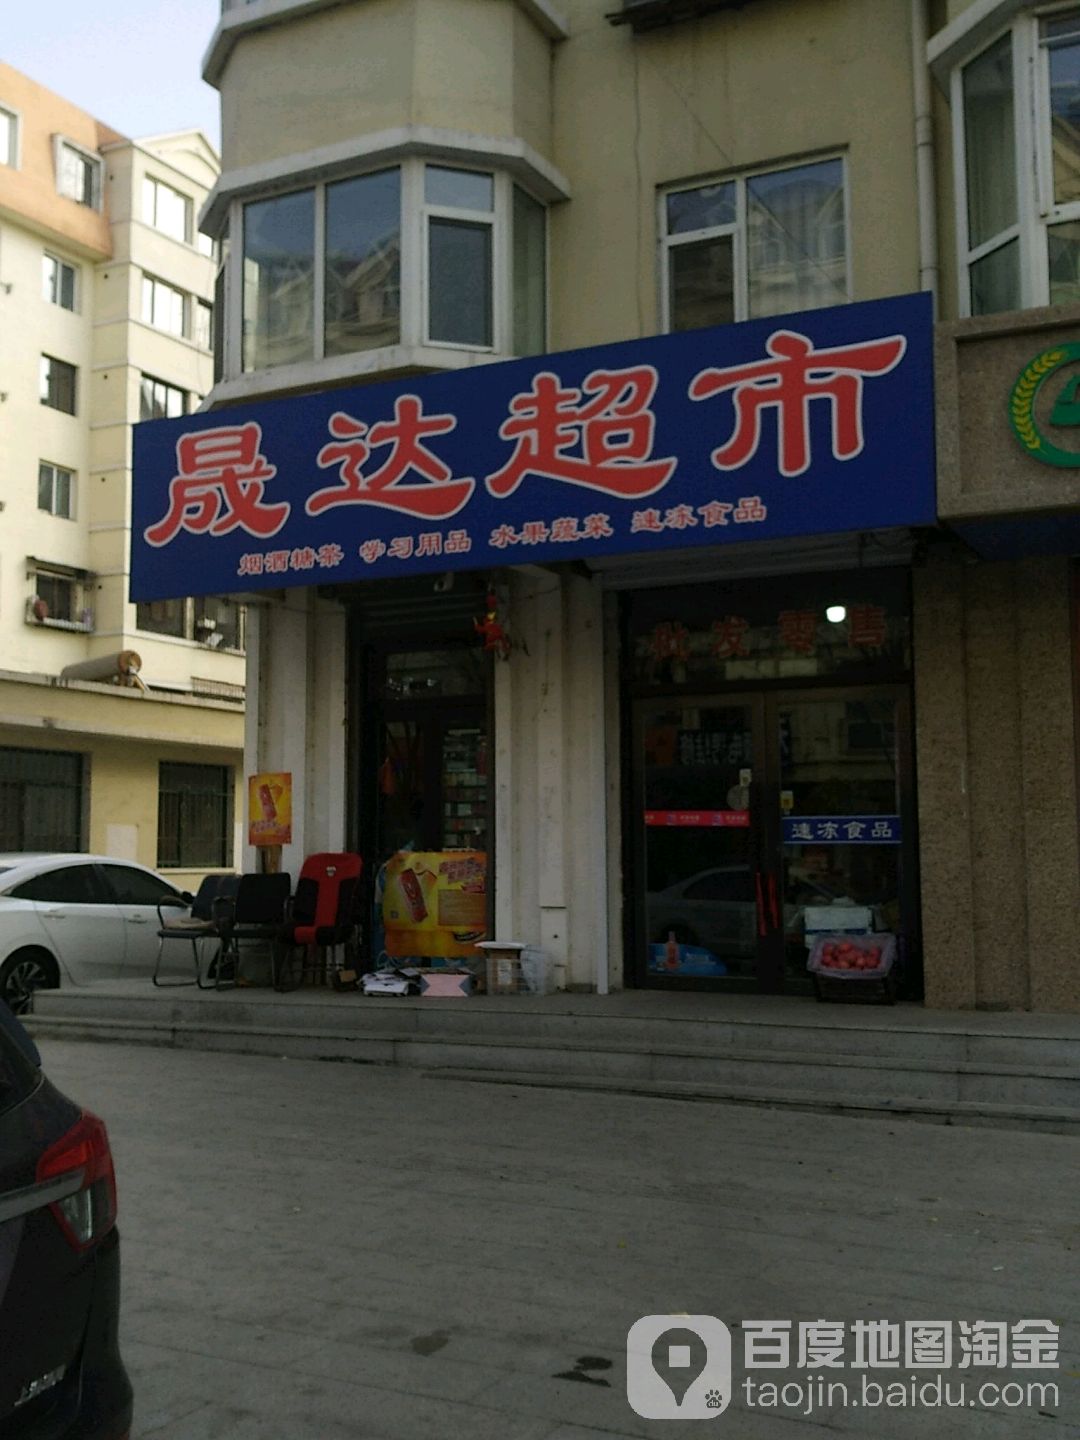 晟达超市
烟酒糖茶 学习用品 水果蔬菜 速冻食品
批发零售
速冻食品
百度地图淘金
taojin.baidu.com